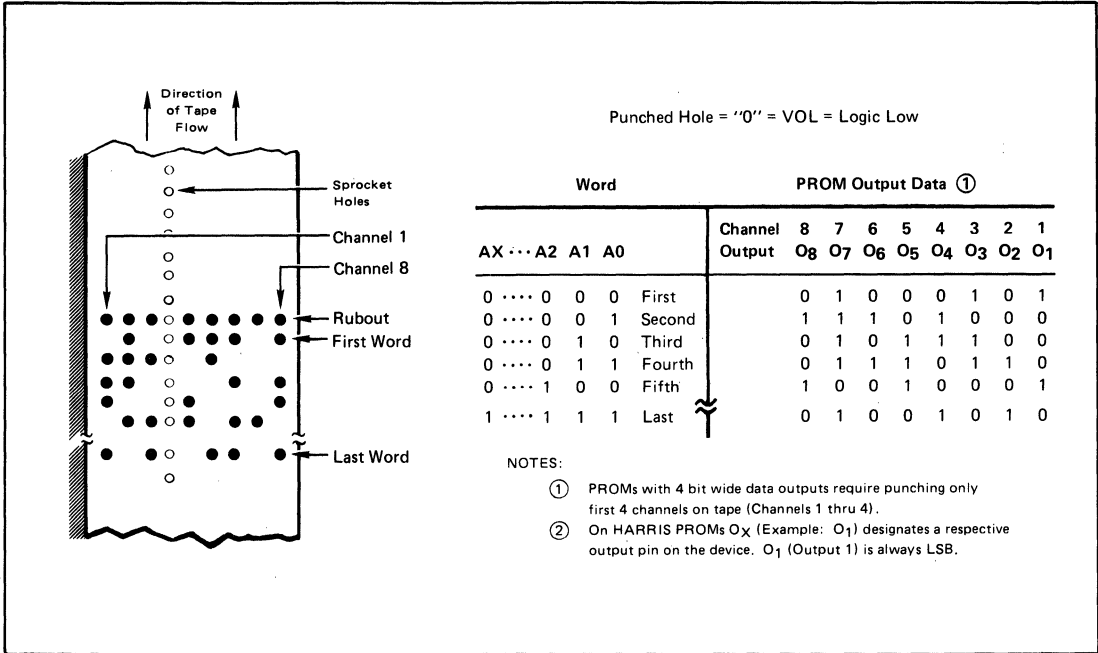 Direction
of Tape
Flow
Sprocket
Holes
Channel 1
Channel 8
Rubout
First Word
Last Word
Punched Hole = "0" = VOL = Logic Low
Word PROM Output Data ①
Channel 8 7 6 5 4 3 2 1
AX ···· A2 A1 A0 Output O8 O7 O6 O5 O4 O3 O2 O1
0 ···· 0 0 0 First 0 1 0 0 0 1 0 1
0 ···· 0 0 1 Second 1 1 1 0 1 0 0 0
0 ···· 0 1 0 Third 0 1 0 1 1 1 0 0
0 ···· 0 1 1 Fourth 0 1 1 1 0 1 1 0
0 ···· 1 0 0 Fifth 1 0 0 1 0 0 0 1
1 ···· 1 1 1 Last 0 1 0 0 1 0 1 0
NOTES:
① PROMs with 4 bit wide data outputs require punching only
first 4 channels on tape (Channels 1 thru 4).
② On HARRIS PROMs OX (Example: O1) designates a respective
output pin on the device. O1 (Output 1) is always LSB.